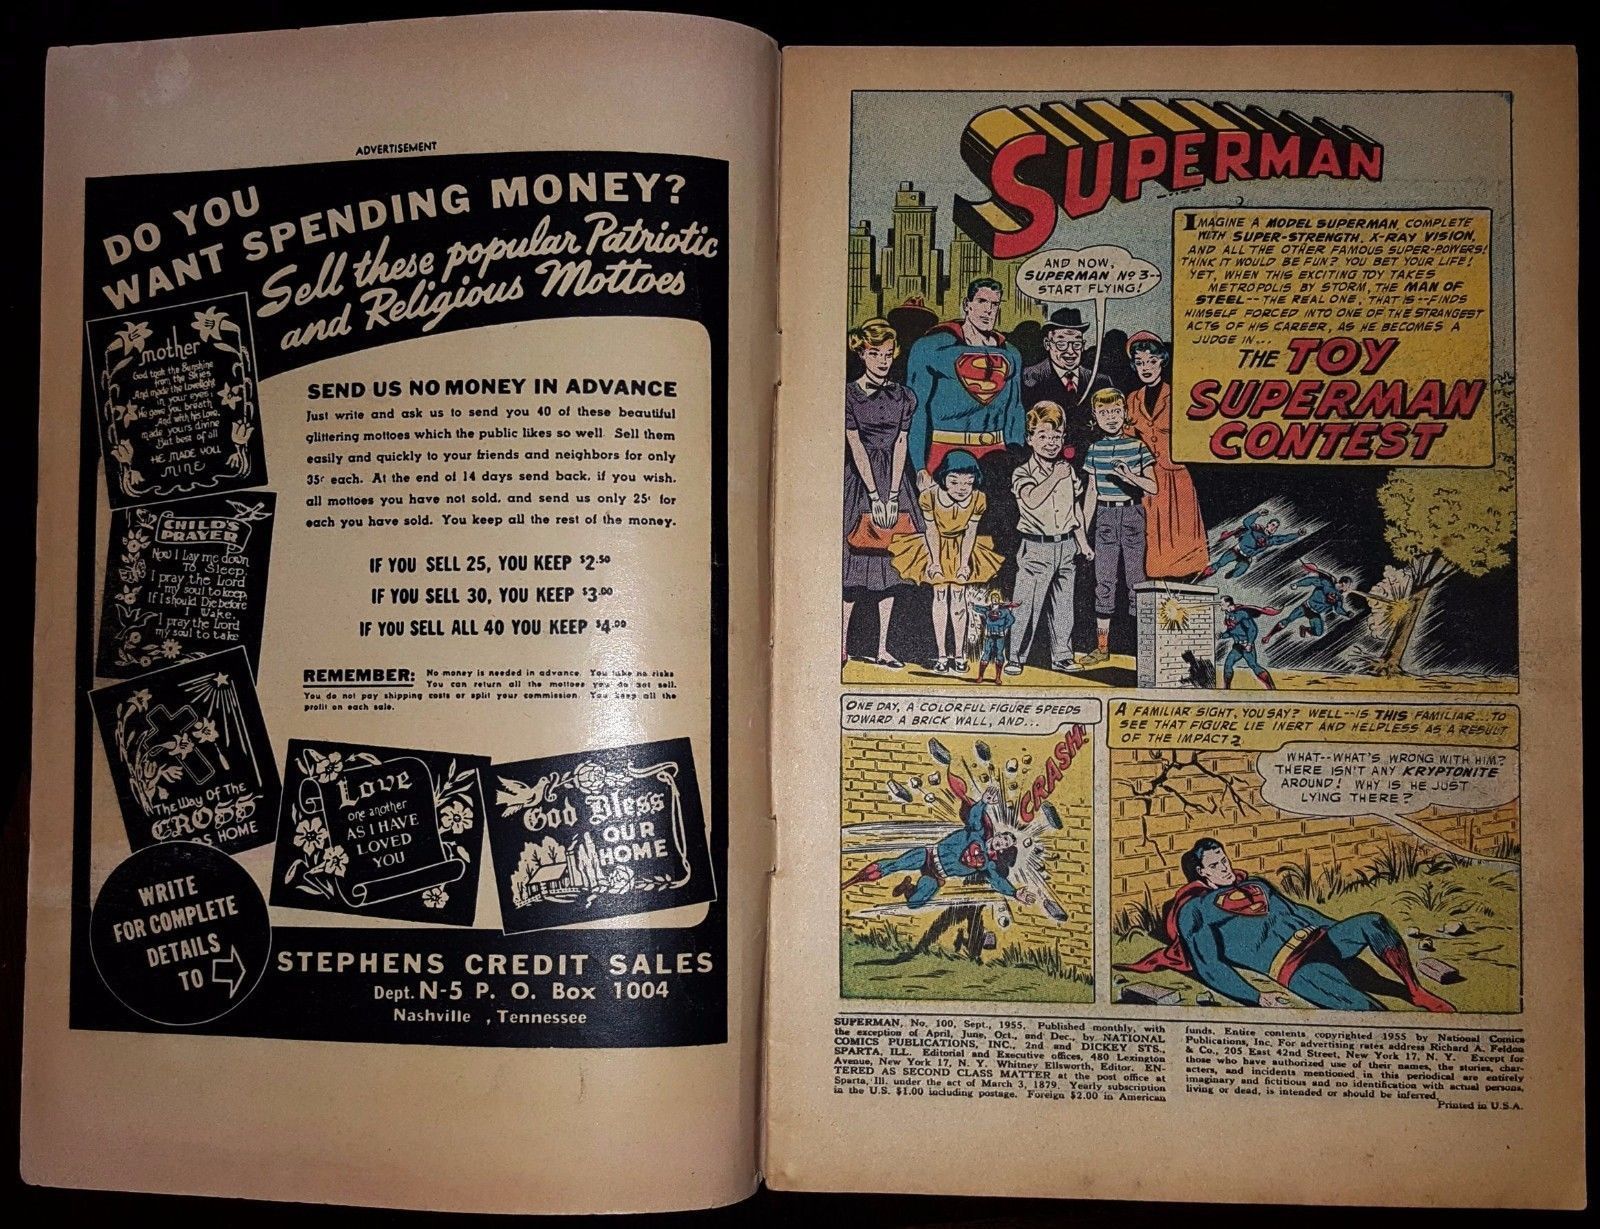 ADVERTISEMENT
DO YOU
WANT SPENDING MONEY?
Sell these popular Patriotic
and Religious Mottoes
mother
God took the Sunshine
from the Skies
And made the Lovelight
in your eyes;
He gave you breath
And with his Love,
made yours divine
But best of all
HE MADE YOU
MINE
SEND US NO MONEY IN ADVANCE
Just write and ask us to send you 40 of these beautiful
glittering mottoes which the public likes so well. Sell them
easily and quickly to your friends and neighbors for only
35¢ each. At the end of 14 days send back, if you wish,
all mottoes you have not sold, and send us only 25¢ for
each you have sold. You keep all the rest of the money.
CHILD'S
PRAYER
Now I Lay me down
To Sleep,
I pray the Lord
my soul to keep,
If I should Die before
I Wake,
I pray the Lord
my soul to take
IF YOU SELL 25, YOU KEEP $2.50
IF YOU SELL 30, YOU KEEP $3.00
IF YOU SELL ALL 40 YOU KEEP $4.00
REMEMBER: No money is needed in advance. You take no risks
You can return all the mottoes you do not sell.
You do not pay shipping costs or split your commission. You keep all the
profit on each sale.
The Way of The
CROSS
HOME
Love
one another
AS I HAVE
LOVED
YOU
God Bless
OUR
HOME
WRITE
FOR COMPLETE
DETAILS
TO
STEPHENS CREDIT SALES
Dept. N-5 P. O. Box 1004
Nashville , Tennessee
SUPERMAN
IMAGINE A MODEL SUPERMAN, COMPLETE
WITH SUPER-STRENGTH, X-RAY VISION,
AND ALL THE OTHER FAMOUS SUPER-POWERS!
THINK IT WOULD BE FUN? YOU BET YOUR LIFE!
YET, WHEN THIS EXCITING TOY TAKES
METROPOLIS BY STORM, THE MAN OF
STEEL--THE REAL ONE, THAT IS--FINDS
HIMSELF FORCED INTO ONE OF THE STRANGEST
ACTS OF HIS CAREER, AS HE BECOMES A
JUDGE IN...
THE TOY
SUPERMAN
CONTEST
AND NOW,
SUPERMAN Nº 3--
START FLYING!
ONE DAY, A COLORFUL FIGURE SPEEDS
TOWARD A BRICK WALL, AND...
CRASH!
A FAMILIAR SIGHT, YOU SAY? WELL--IS THIS FAMILIAR...TO
SEE THAT FIGURE LIE INERT AND HELPLESS AS A RESULT
OF THE IMPACT?
WHAT--WHAT'S WRONG WITH HIM?
THERE ISN'T ANY KRYPTONITE
AROUND! WHY IS HE JUST
LYING THERE?
SUPERMAN, No. 100, Sept., 1955. Published monthly, with
the exception of April, June, Oct., and Dec., by NATIONAL
COMICS PUBLICATIONS, INC., 2nd and DICKEY STS.,
SPARTA, ILL. Editorial and Executive offices, 480 Lexington
Avenue, New York 17, N. Y. Whitney Ellsworth, Editor. EN-
TERED AS SECOND CLASS MATTER at the post office at
Sparta, Ill. under the act of March 3, 1879. Yearly subscription
in the U.S. $1.00 including postage. Foreign $2.00 in American
funds. Entire contents copyrighted 1955 by National Comics
Publications, Inc. For advertising rates address Richard A. Feldon
& Co., 205 East 42nd Street, New York 17, N. Y. Except for
those who have authorized use of their names, the stories, char-
acters, and incidents mentioned in this periodical are entirely
imaginary and fictitious and no identification with actual persons,
living or dead, is intended or should be inferred.
Printed in U.S.A.